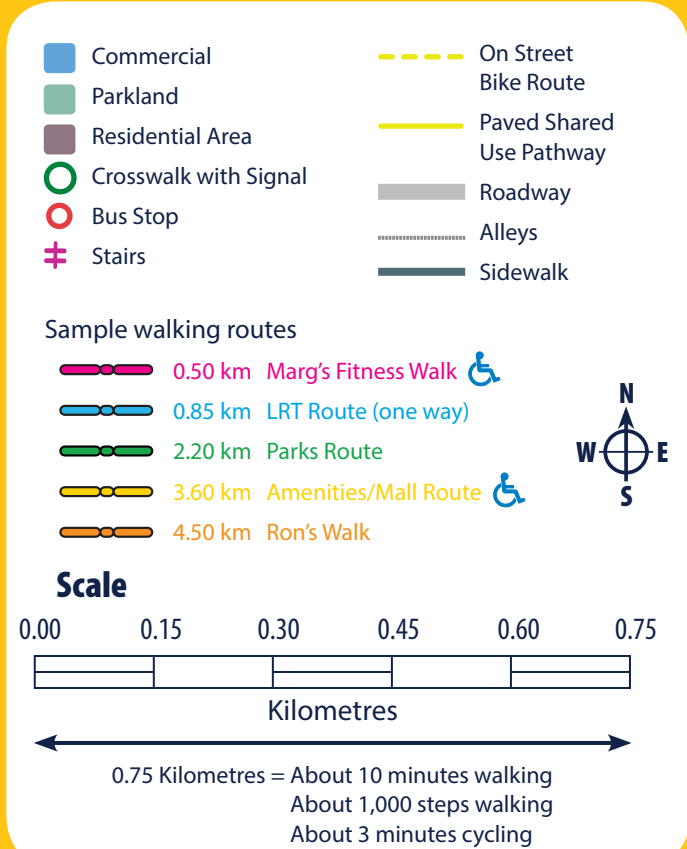 Commercial
Parkland
Residential Area
Crosswalk with Signal
Bus Stop
Stairs
On Street
Bike Route
Paved Shared
Use Pathway
Roadway
Alleys
Sidewalk
Sample walking routes
0.50 km Marg's Fitness Walk
0.85 km LRT Route (one way)
2.20 km Parks Route
3.60 km Amenities/Mall Route
4.50 km Ron's Walk
N
W E
S
Scale
0.00 0.15 0.30 0.45 0.60 0.75
Kilometres
0.75 Kilometres = About 10 minutes walking
About 1,000 steps walking
About 3 minutes cycling